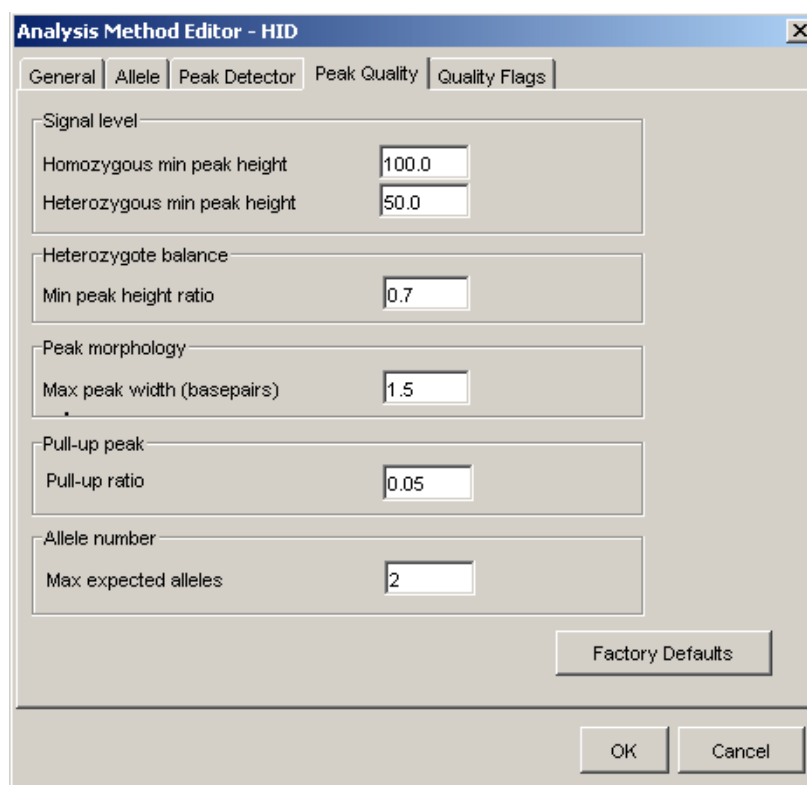 Analysis Method Editor - HID
General Allele Peak Detector Peak Quality Quality Flags
Signal level
Homozygous min peak height 100.0
Heterozygous min peak height 50.0
Heterozygote balance
Min peak height ratio 0.7
Peak morphology
Max peak width (basepairs) 1.5
Pull-up peak
Pull-up ratio 0.05
Allele number
Max expected alleles 2
Factory Defaults
OK Cancel